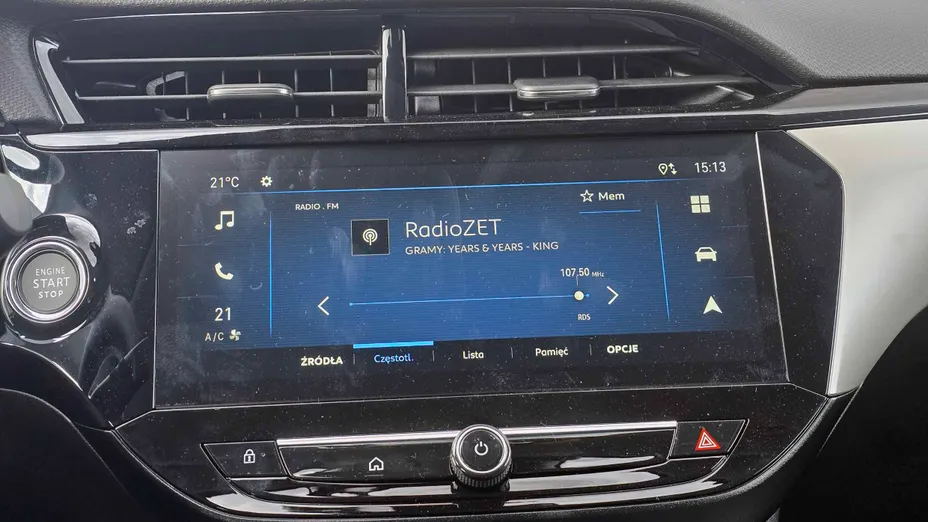 21°C
15:13
RADIO . FM
Mem
RadioZET
GRAMY: YEARS & YEARS - KING
107,50 MHz
RDS
21
A/C
ŹRÓDŁA
Częstotl.
Lista
Pamięć
OPCJE
ENGINE
START
STOP